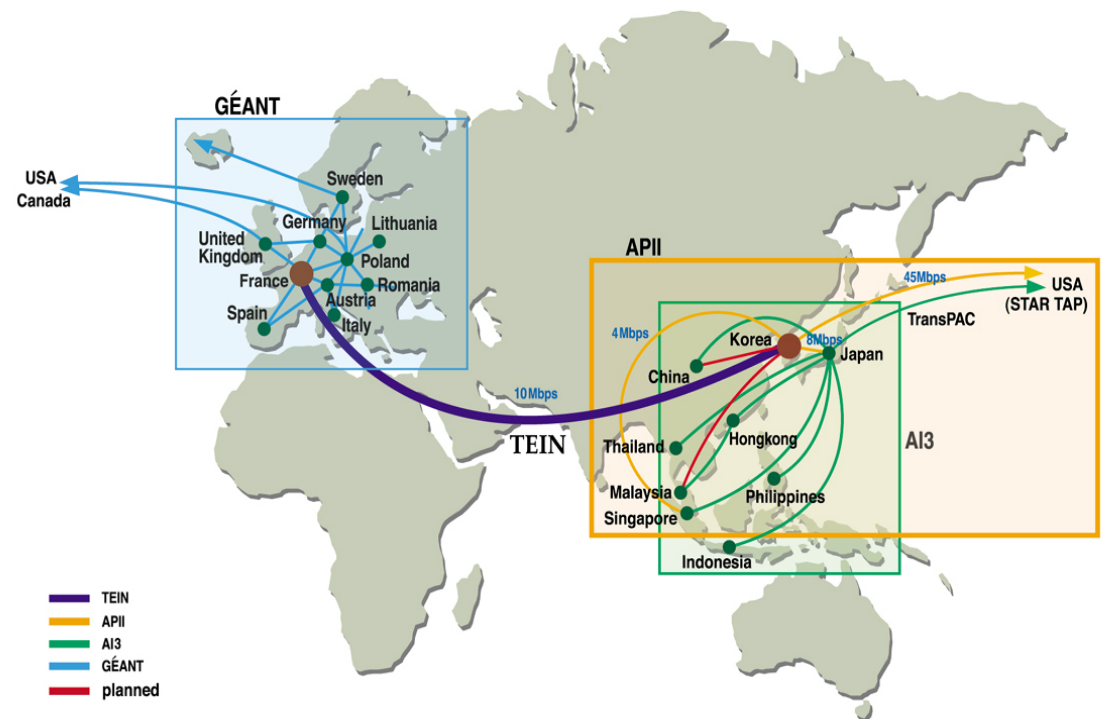 GÉANT
USA
Canada
Sweden
Germany
Lithuania
United
Kingdom
Poland
France
Romania
Austria
Spain
Italy
APII
45Mbps
USA
(STAR TAP)
TransPAC
4Mbps
Korea
8Mbps
Japan
China
10Mbps
TEIN
Hongkong
AI3
Thailand
Malaysia
Philippines
Singapore
Indonesia
TEIN
APII
AI3
GÉANT
planned